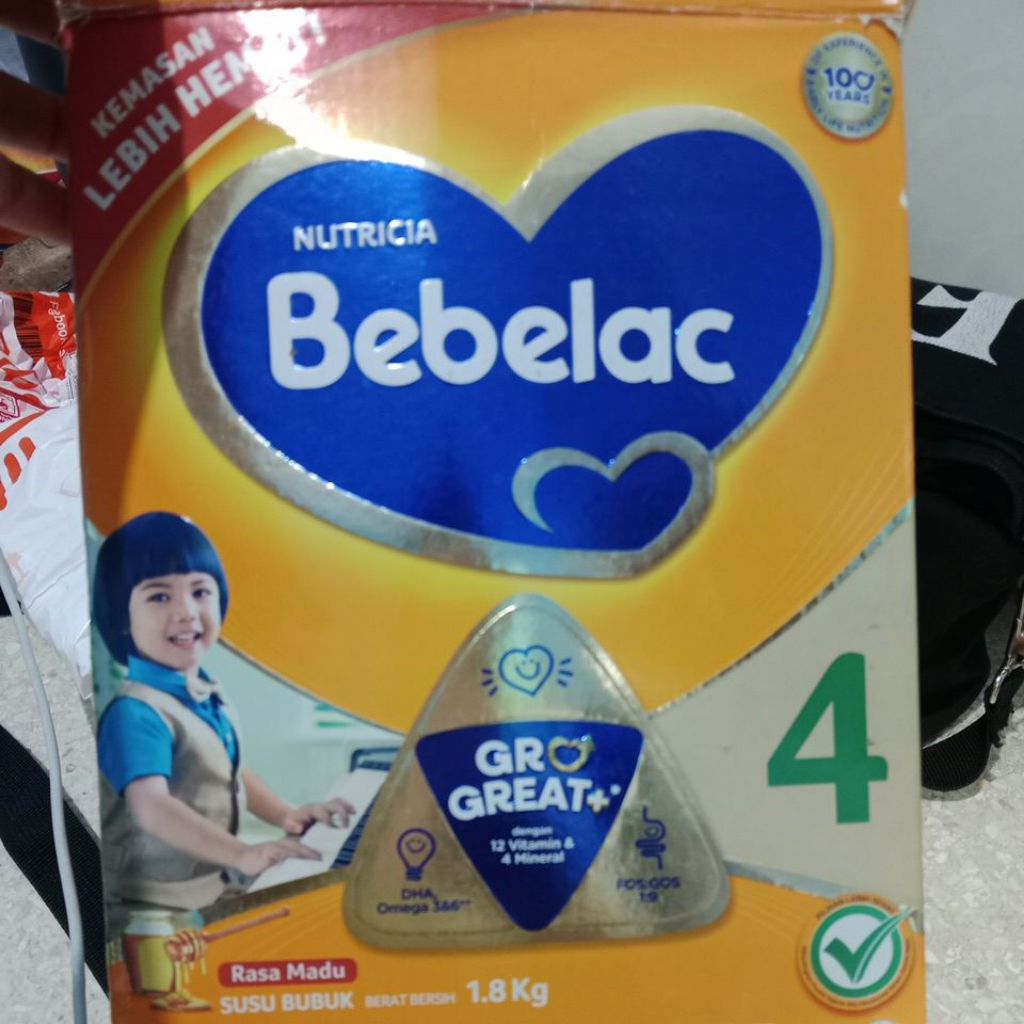 KEMASAN
LEBIH
100
YEARS
NUTRICIA
Bebelac
4
GRO
GREAT+*
dengan
12 Vitamin &
4 Mineral
DHA,
Omega 3&6**
FOS:GOS
1:9
Rasa Madu
SUSU BUBUK BERAT BERSIH 1.8 Kg